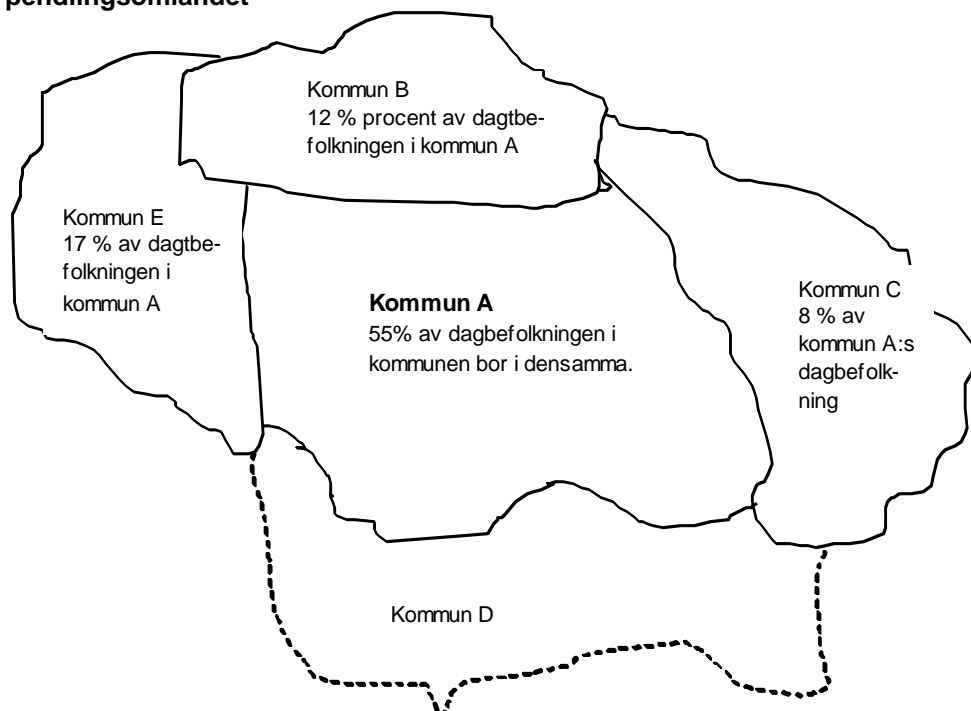 pendlingsomlandet
Kommun B
12 % procent av dagtbe-
folkningen i kommun A
Kommun E
17 % av dagtbe-
folkningen i
kommun A
Kommun A
55% av dagbefolkningen i
kommunen bor i densamma.
Kommun C
8 % av
kommun A:s
dagbefolk-
ning
Kommun D